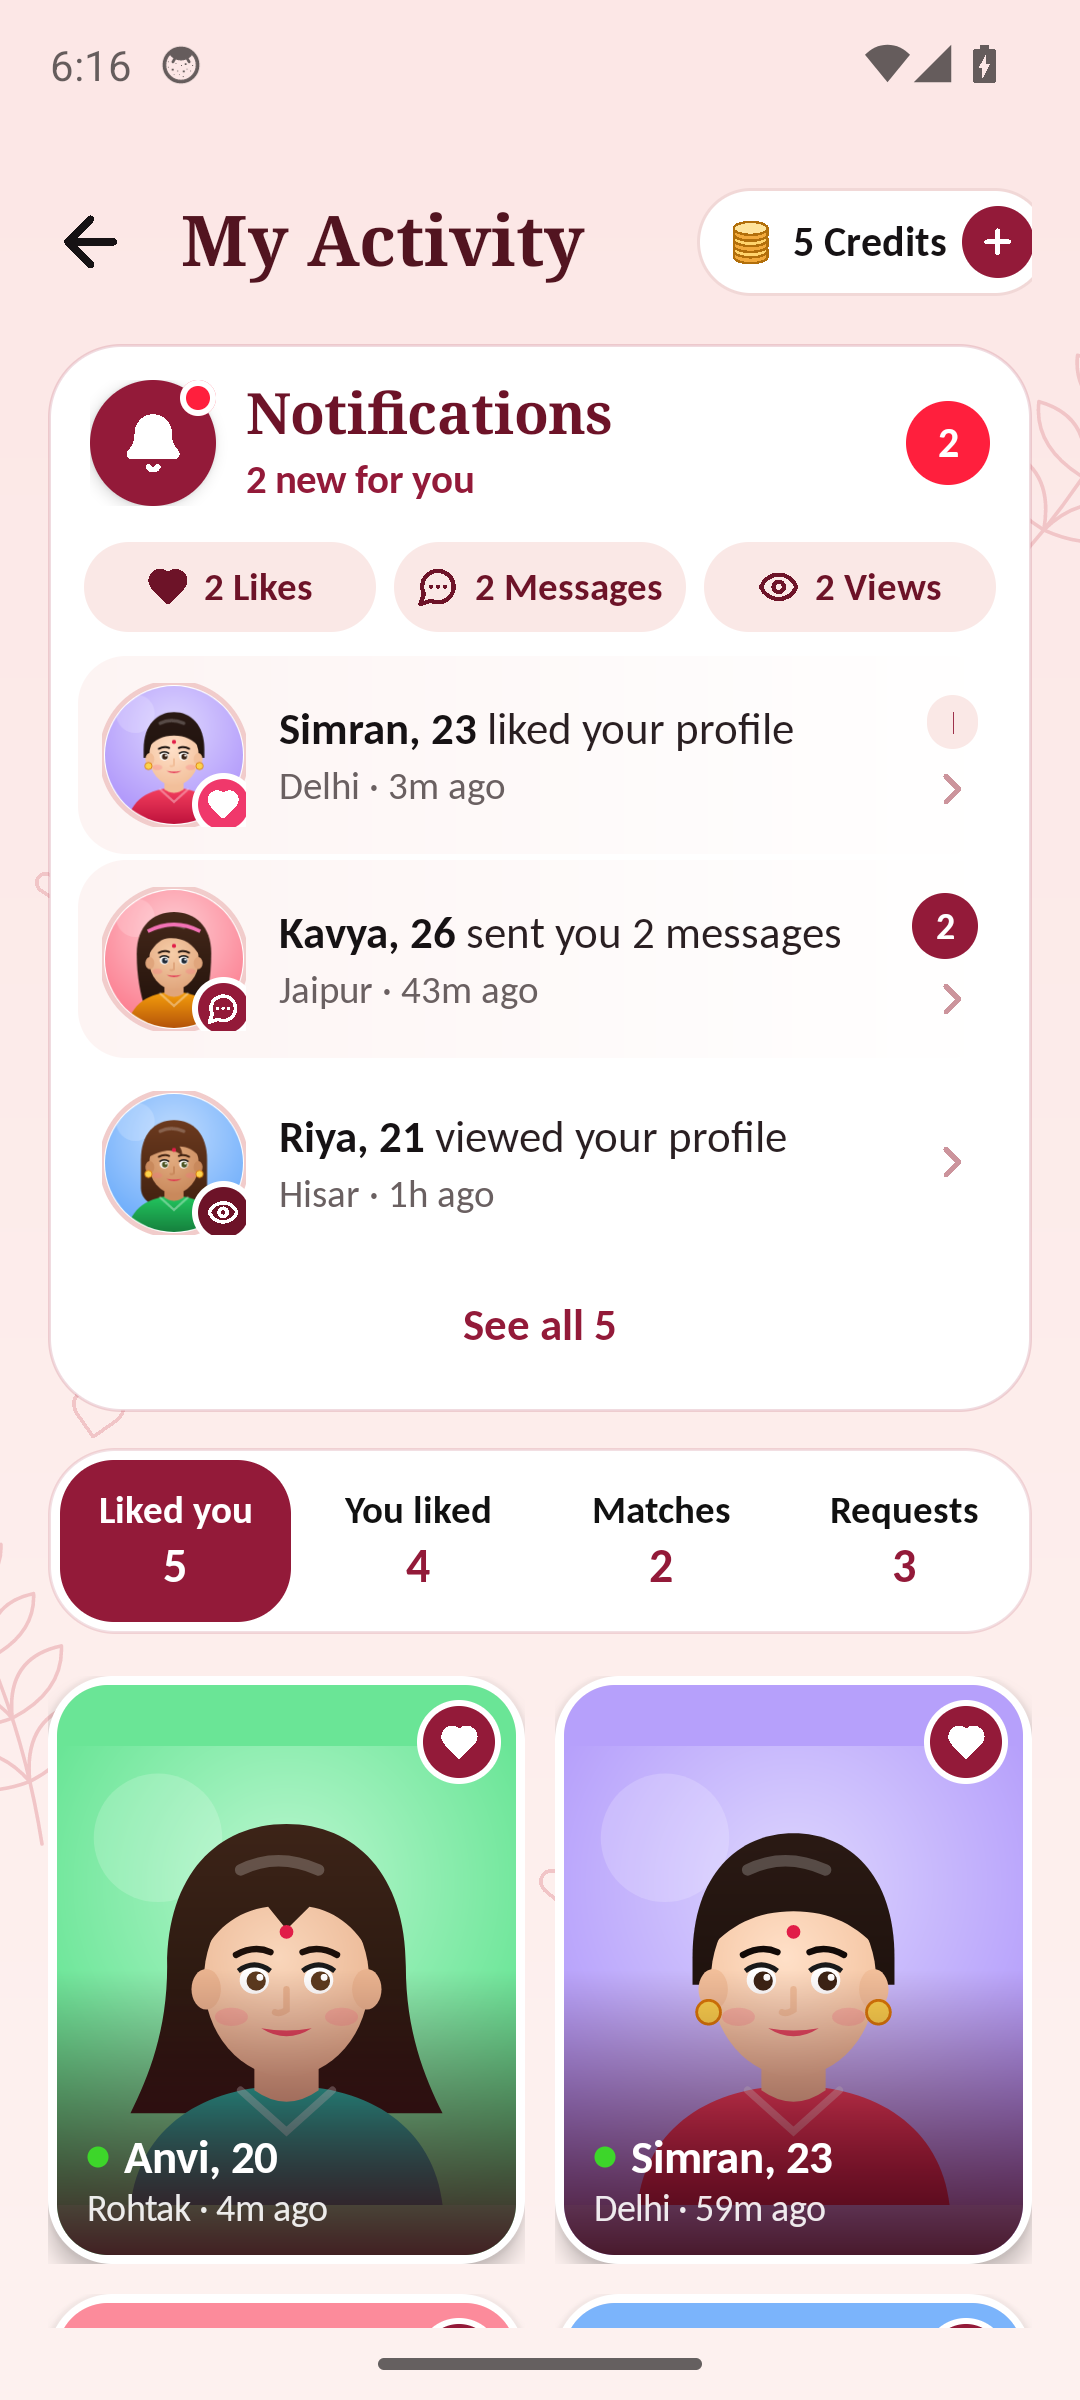 6:16
My Activity
5 Credits
Notifications
2 new for you
2
2 Likes
2 Messages
2 Views
Simran, 23 liked your profile
Delhi · 3m ago
Kavya, 26 sent you 2 messages
2
Jaipur · 43m ago
Riya, 21 viewed your profile
Hisar · 1h ago
See all 5
Liked you
5
You liked
4
Matches
2
Requests
3
Anvi, 20
Rohtak · 4m ago
Simran, 23
Delhi · 59m ago